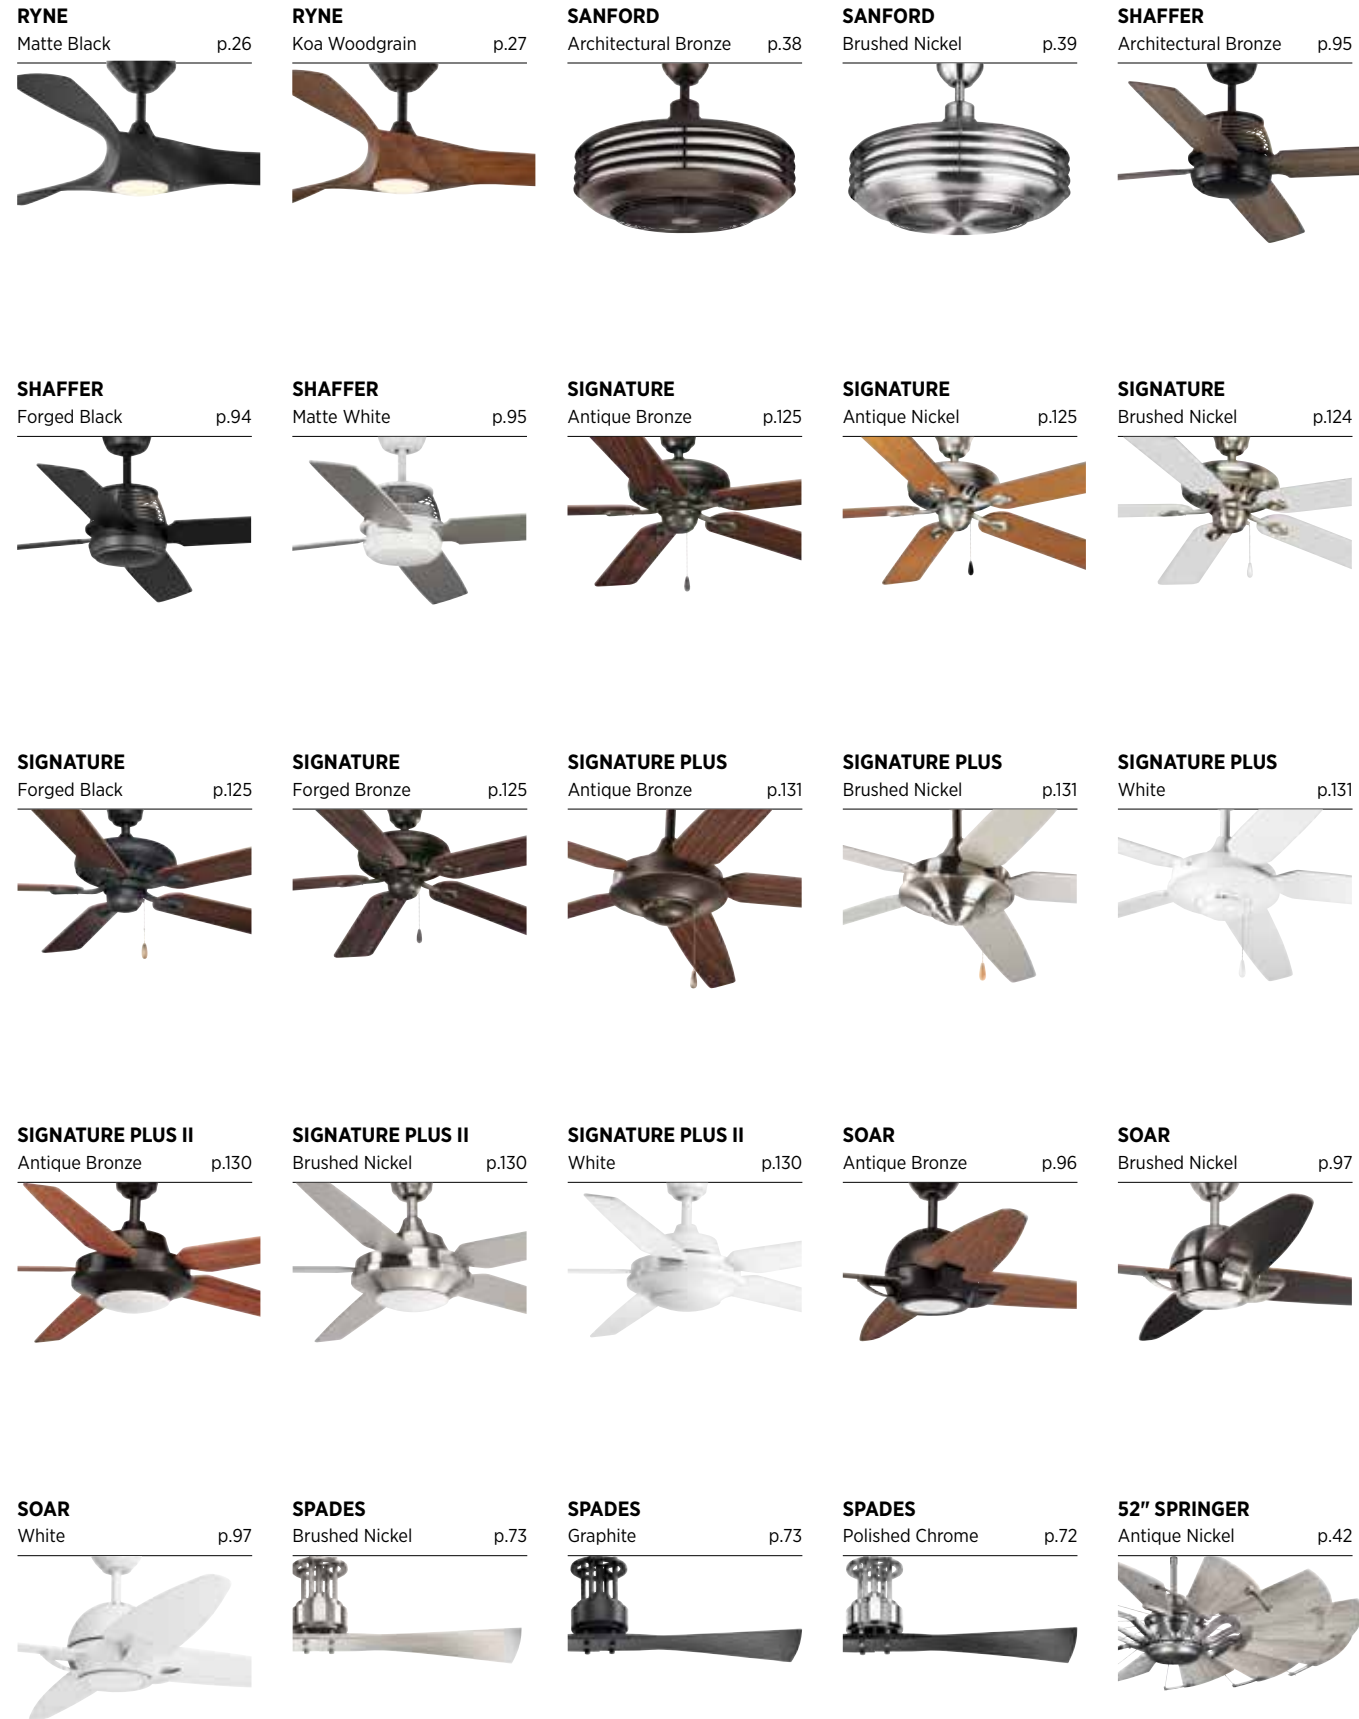 RYNE
Matte Black p.26
RYNE
Koa Woodgrain p.27
SANFORD
Architectural Bronze p.38
SANFORD
Brushed Nickel p.39
SHAFFER
Architectural Bronze p.95
SHAFFER
Forged Black p.94
SHAFFER
Matte White p.95
SIGNATURE
Antique Bronze p.125
SIGNATURE
Antique Nickel p.125
SIGNATURE
Brushed Nickel p.124
SIGNATURE
Forged Black p.125
SIGNATURE
Forged Bronze p.125
SIGNATURE PLUS
Antique Bronze p.131
SIGNATURE PLUS
Brushed Nickel p.131
SIGNATURE PLUS
White p.131
SIGNATURE PLUS II
Antique Bronze p.130
SIGNATURE PLUS II
Brushed Nickel p.130
SIGNATURE PLUS II
White p.130
SOAR
Antique Bronze p.96
SOAR
Brushed Nickel p.97
SOAR
White p.97
SPADES
Brushed Nickel p.73
SPADES
Graphite p.73
SPADES
Polished Chrome p.72
52" SPRINGER
Antique Nickel p.42